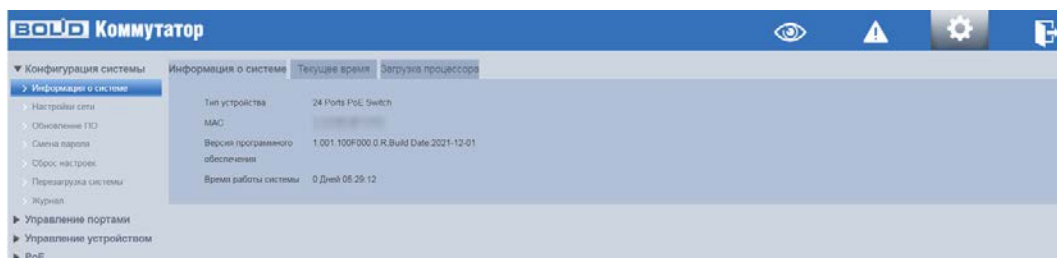 BOLID Коммутатор
▼ Конфигурация системы
> Информация о системе
> Настройки сети
> Обновление ПО
> Смена пароля
> Сброс настроек
> Перезагрузка системы
> Журнал
▶ Управление портами
▶ Управление устройством
▶ PoE
Информация о системе Текущее время Загрузка процессора
Тип устройства 24 Ports PoE Switch
MAC
Версия програмного 1.001.100F000.0.R.Build Date:2021-12-01
обеспечения
Время работы системы 0 Дней 05:29:12